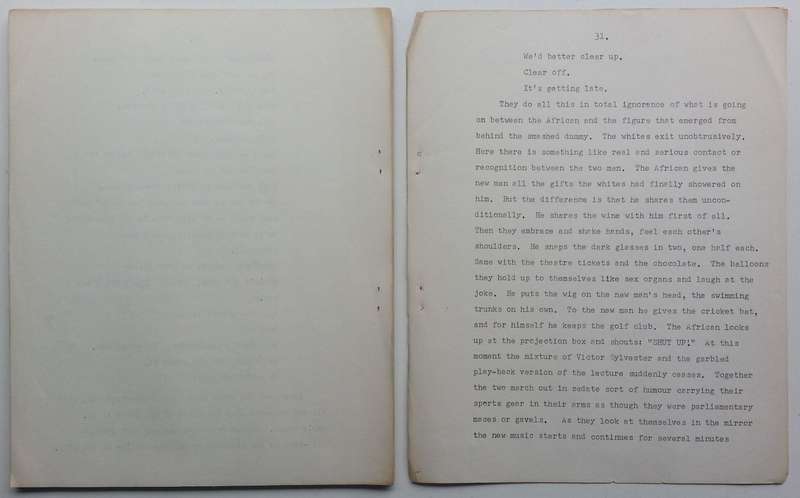 31.
We'd better clear up.
Clear off.
It's getting late.
They do all this in total ignorance of what is going
on between the African and the figure that emerged from
behind the smashed dummy. The whites exit unobtrusively.
Here there is something like real and serious contact or
recognition between the two men. The African gives the
new man all the gifts the whites had finally showered on
him. But the difference is that he shares them uncon-
ditionally. He shares the wine with him first of all.
Then they embrace and shake hands, feel each other's
shoulders. He snaps the dark glasses in two, one half each.
Same with the theatre tickets and the chocolate. The balloons
they hold up to themselves like sex organs and laugh at the
joke. He puts the wig on the new man's head, the swimming
trunks on his own. To the new man he gives the cricket bat,
and for himself he keeps the golf club. The African looks
up at the projection box and shouts: "SHUT UP!" At this
moment the mixture of Victor Sylvester and the garbled
play-back version of the lecture suddenly ceases. Together
the two march out in sedate sort of humour carrying their
sports gear in their arms as though they were parliamentary
maces or gavels. As they look at themselves in the mirror
the new music starts and continues for several minutes